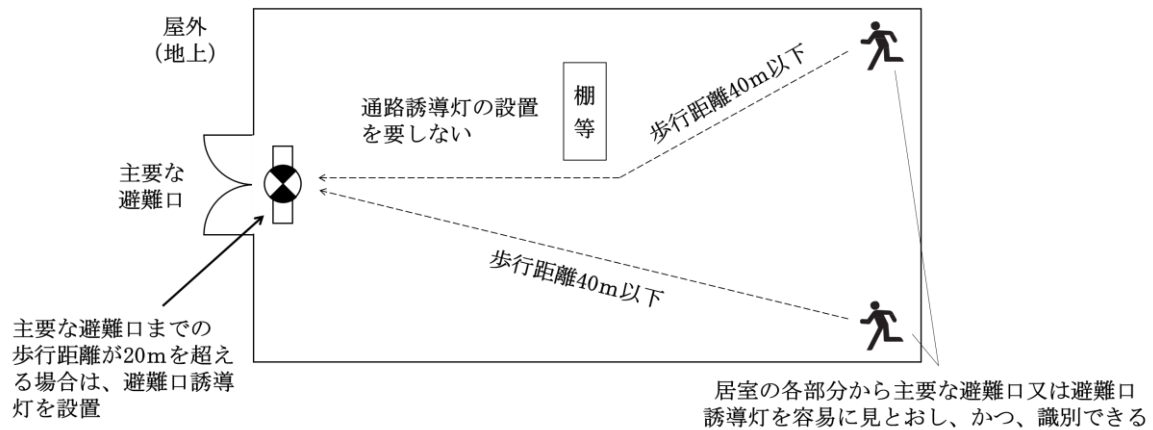 屋外
（地上）
通路誘導灯の設置
を要しない
棚
等
歩行距離40m以下
主要な
避難口
歩行距離40m以下
主要な避難口までの
歩行距離が20mを超え
る場合は、避難口誘導
灯を設置
居室の各部分から主要な避難口又は避難口
誘導灯を容易に見とおし、かつ、識別できる